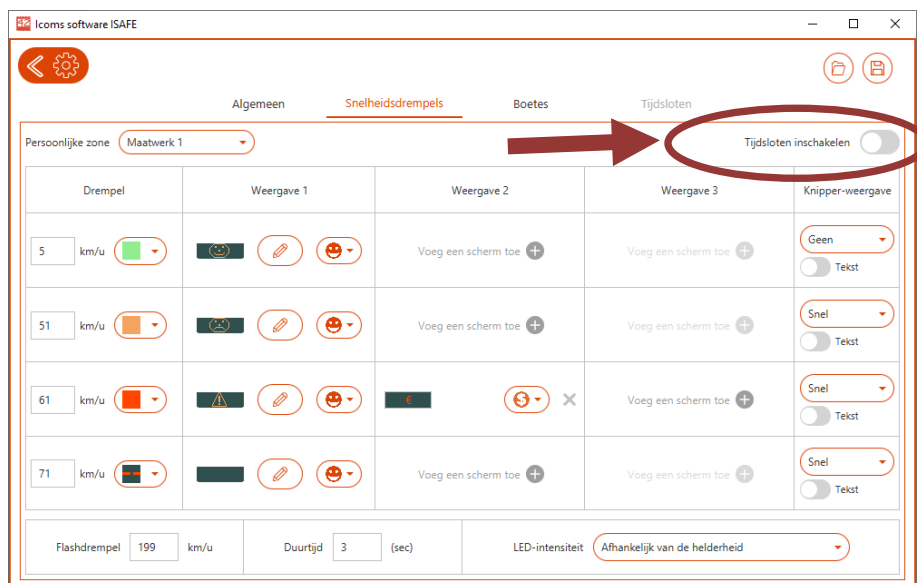 Icoms software ISAFE
Algemeen Snelheidsdrempels Boetes Tijdsloten
Persoonlijke zone Maatwerk 1 Tijdsloten inschakelen
Drempel Weergave 1 Weergave 2 Weergave 3 Knipper-weergave
5 km/u Voeg een scherm toe Voeg een scherm toe Geen
Tekst
51 km/u Voeg een scherm toe Voeg een scherm toe Snel
Tekst
61 km/u € Voeg een scherm toe Snel
Tekst
71 km/u Voeg een scherm toe Voeg een scherm toe Snel
Tekst
Flashdrempel 199 km/u Duurtijd 3 (sec) LED-intensiteit Afhankelijk van de helderheid